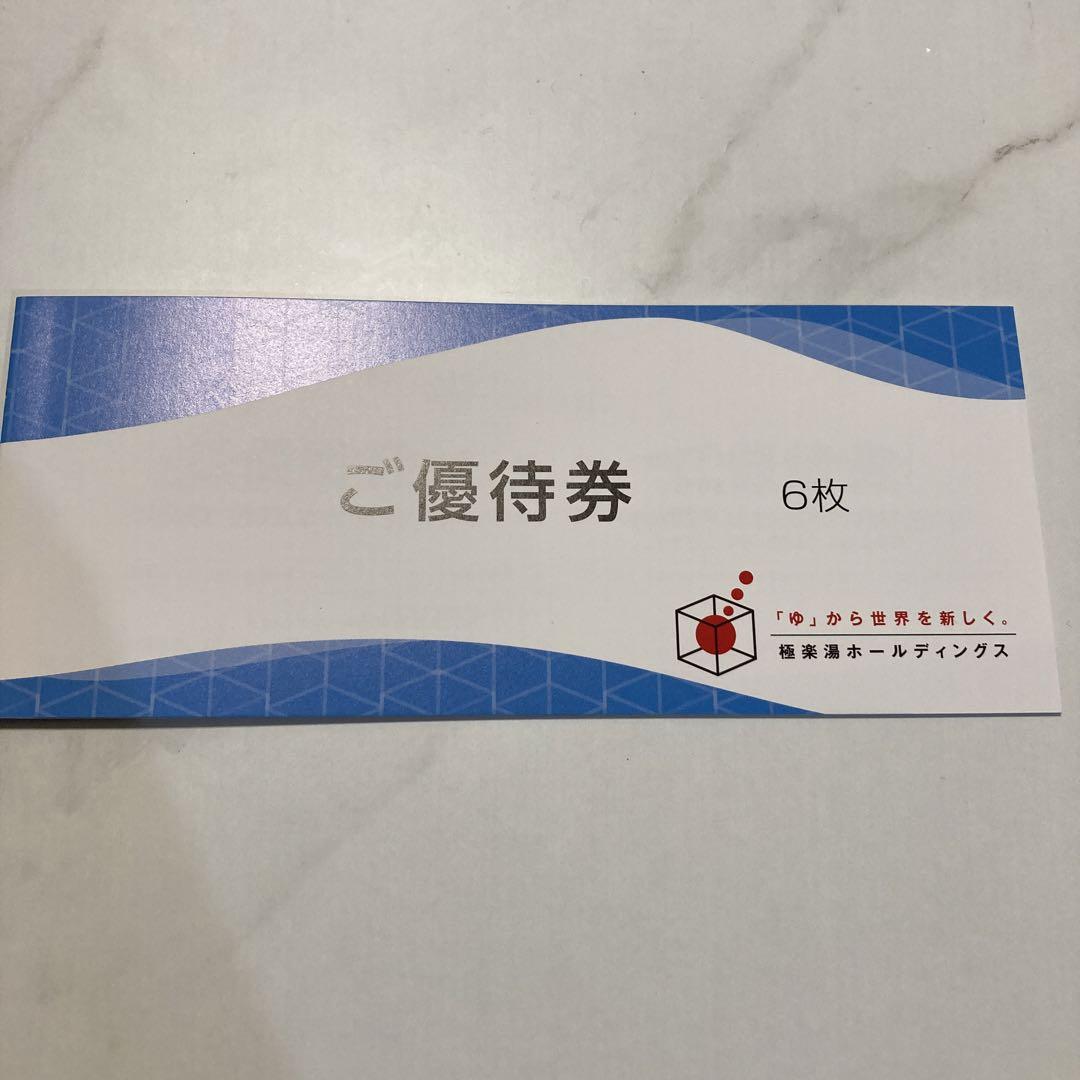 ご優待券
6枚
「ゆ」から世界を新しく。
極楽湯ホールディングス